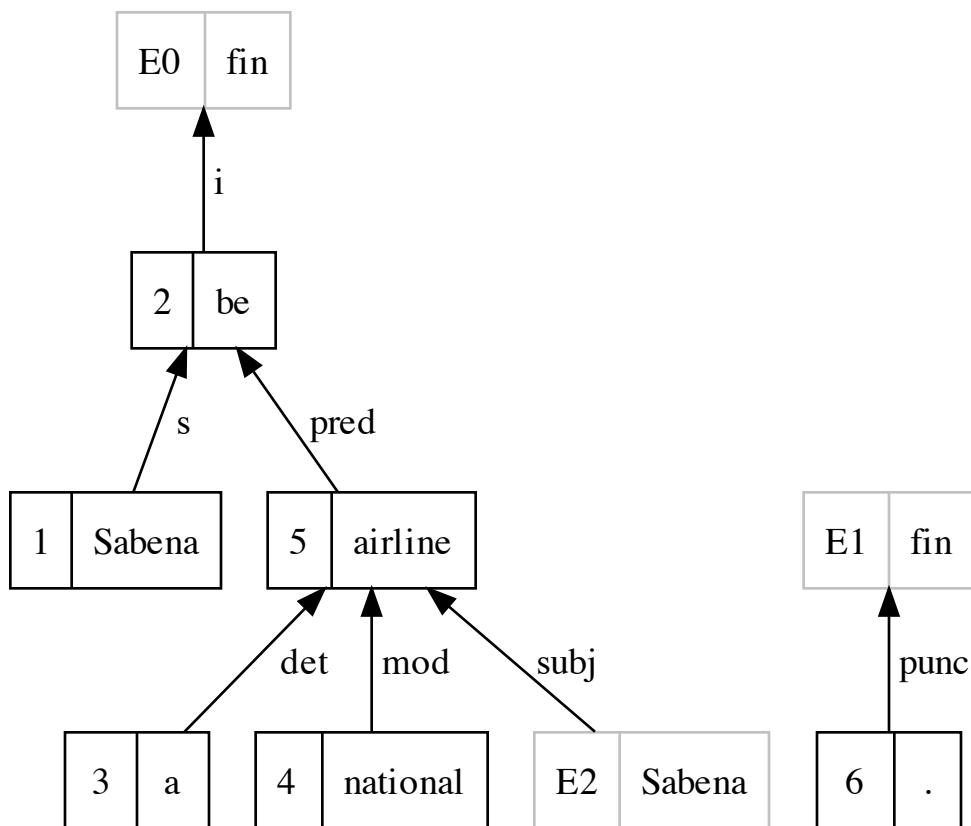 E0 fin
i
2 be
s pred
1 Sabena 5 airline E1 fin
det mod subj punc
3 a 4 national E2 Sabena 6 .